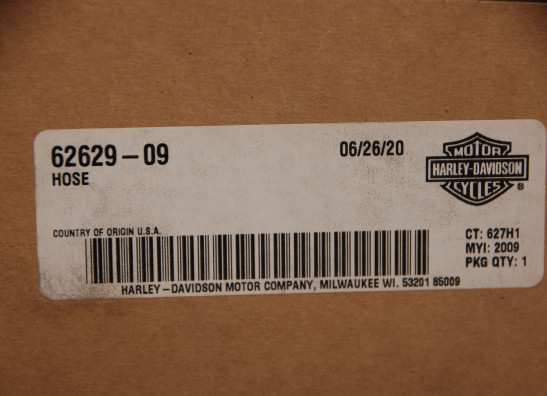 62629-09
06/26/20
HOSE
MOTOR
HARLEY-DAVIDSON
CYCLES®
COUNTRY OF ORIGIN U.S.A.
CT: 627H1
MYI: 2009
PKG QTY: 1
HARLEY-DAVIDSON MOTOR COMPANY, MILWAUKEE WI. 53201 85009